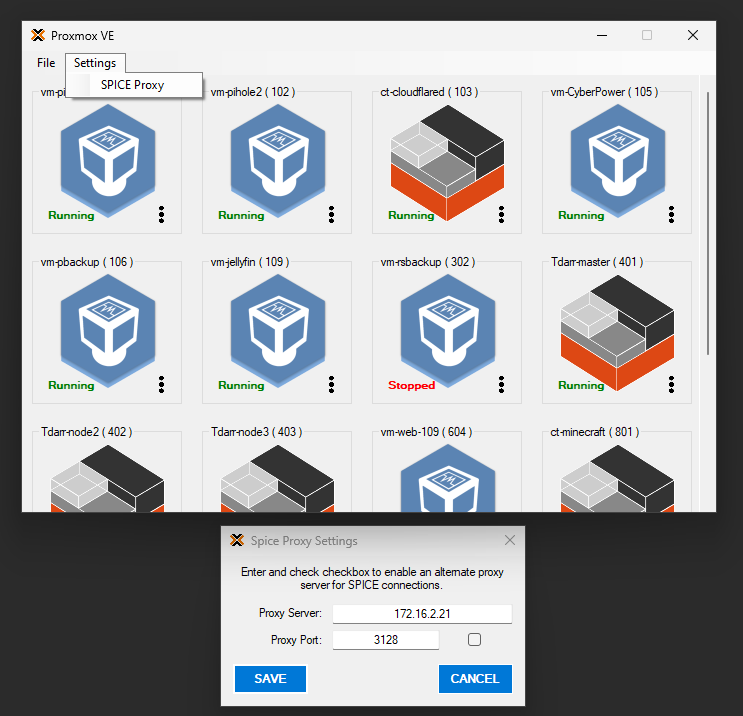 Proxmox VE
File Settings
SPICE Proxy
vm-pi
vm-pihole2 ( 102 )
ct-cloudflared ( 103 )
vm-CyberPower ( 105 )
Running
Running
Running
Running
vm-pbackup ( 106 )
vm-jellyfin ( 109 )
vm-rsbackup ( 302 )
Tdarr-master ( 401 )
Running
Running
Stopped
Running
Tdarr-node2 ( 402 )
Tdarr-node3 ( 403 )
vm-web-109 ( 604 )
ct-minecraft ( 801 )
Spice Proxy Settings
Enter and check checkbox to enable an alternate proxy
server for SPICE connections.
Proxy Server: 172.16.2.21
Proxy Port: 3128
SAVE CANCEL